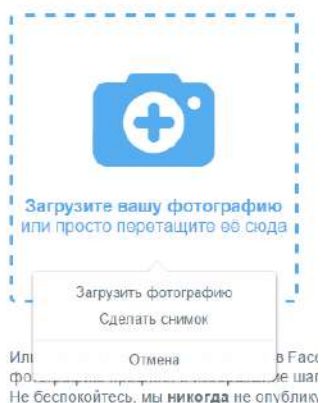 Загрузите вашу фотографию
или просто перетащите её сюда
Загрузить фотографию
Сделать снимок
Отмена
Или в Face
шаг
Не беспокойтесь, мы никогда не опублику